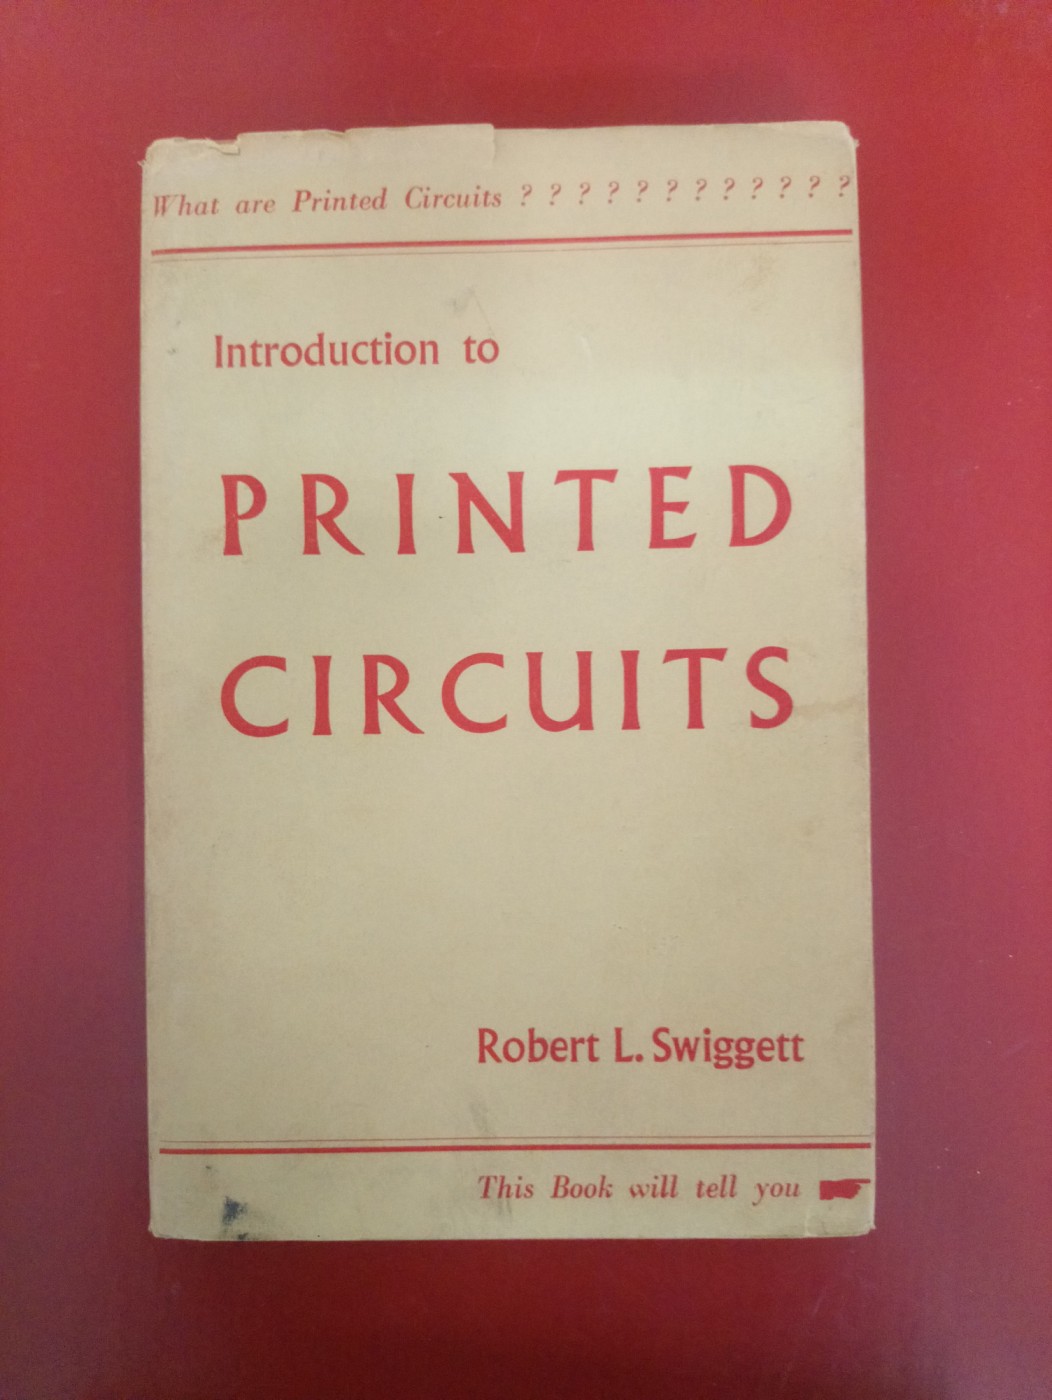 What are Printed Circuits ? ? ? ? ? ? ? ? ? ? ? ?
Introduction to
PRINTED
CIRCUITS
Robert L. Swiggett
This Book will tell you